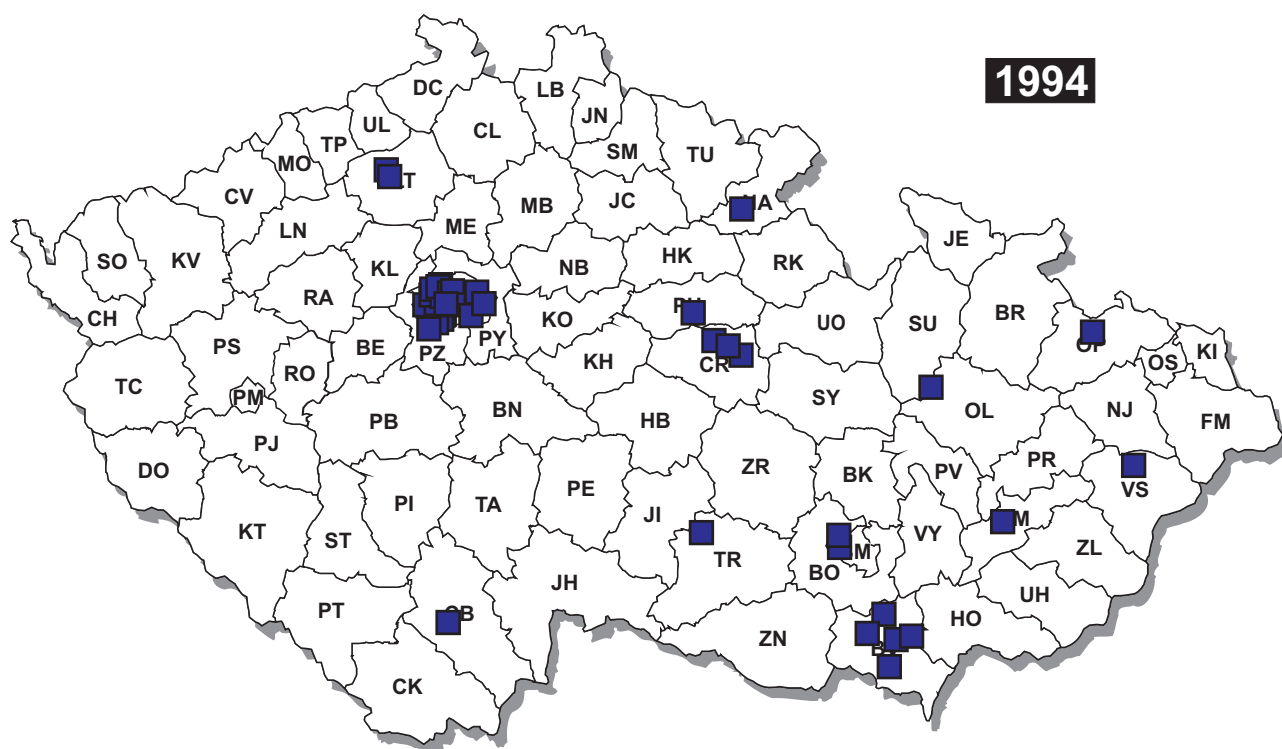 1994
DC
LB
JN
UL
CL
TP
MO
SM
TU
CV
JC
MB
LN
ME
JE
SO
KV
KL
NB
HK
RK
RA
CH
KO
UO
SU
BR
PS
BE
PZ
PY
KH
CR
OS
KI
TC
RO
PM
SY
OL
NJ
PB
BN
HB
FM
PJ
DO
ZR
BK
PV
PR
VS
KT
ST
PI
TA
PE
JI
TR
BO
VY
ZL
JH
PT
ZN
HO
UH
CK